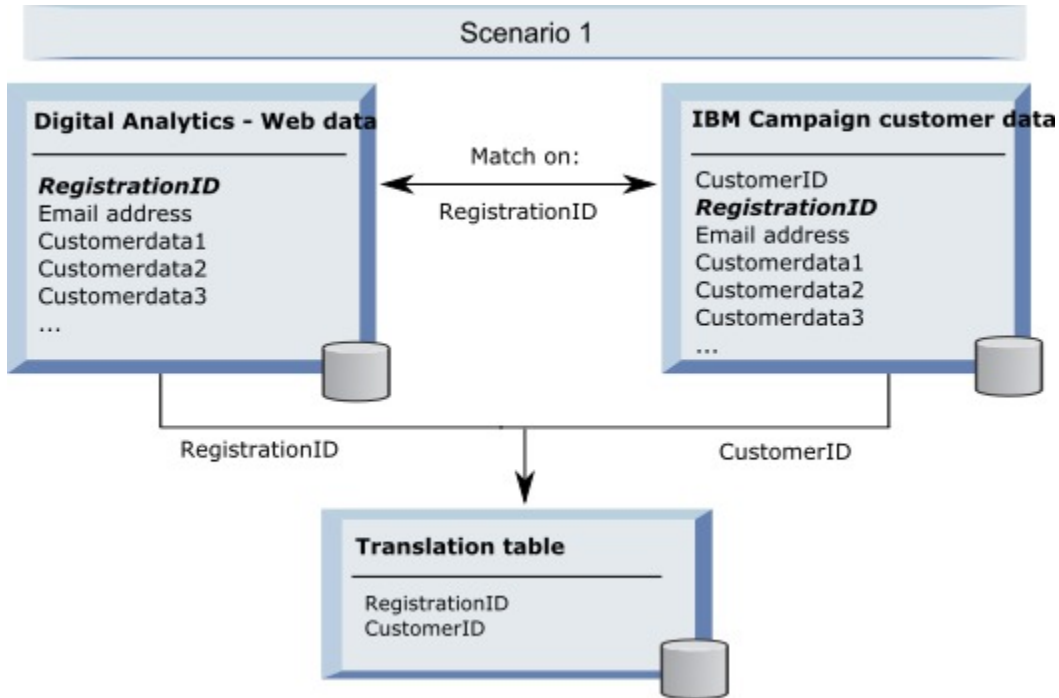 Scenario 1
Digital Analytics - Web data
RegistrationID
Email address
Customerdata1
Customerdata2
Customerdata3
...
Match on:
RegistrationID
IBM Campaign customer data
CustomerID
RegistrationID
Email address
Customerdata1
Customerdata2
Customerdata3
...
RegistrationID
CustomerID
Translation table
RegistrationID
CustomerID